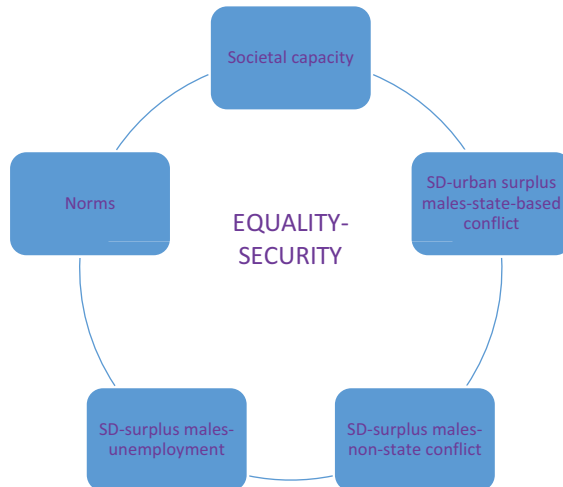 Societal capacity
Norms
SD-urban surplus
males-state-based
conflict
EQUALITY-
SECURITY
SD-surplus males-
unemployment
SD-surplus males-
non-state conflict